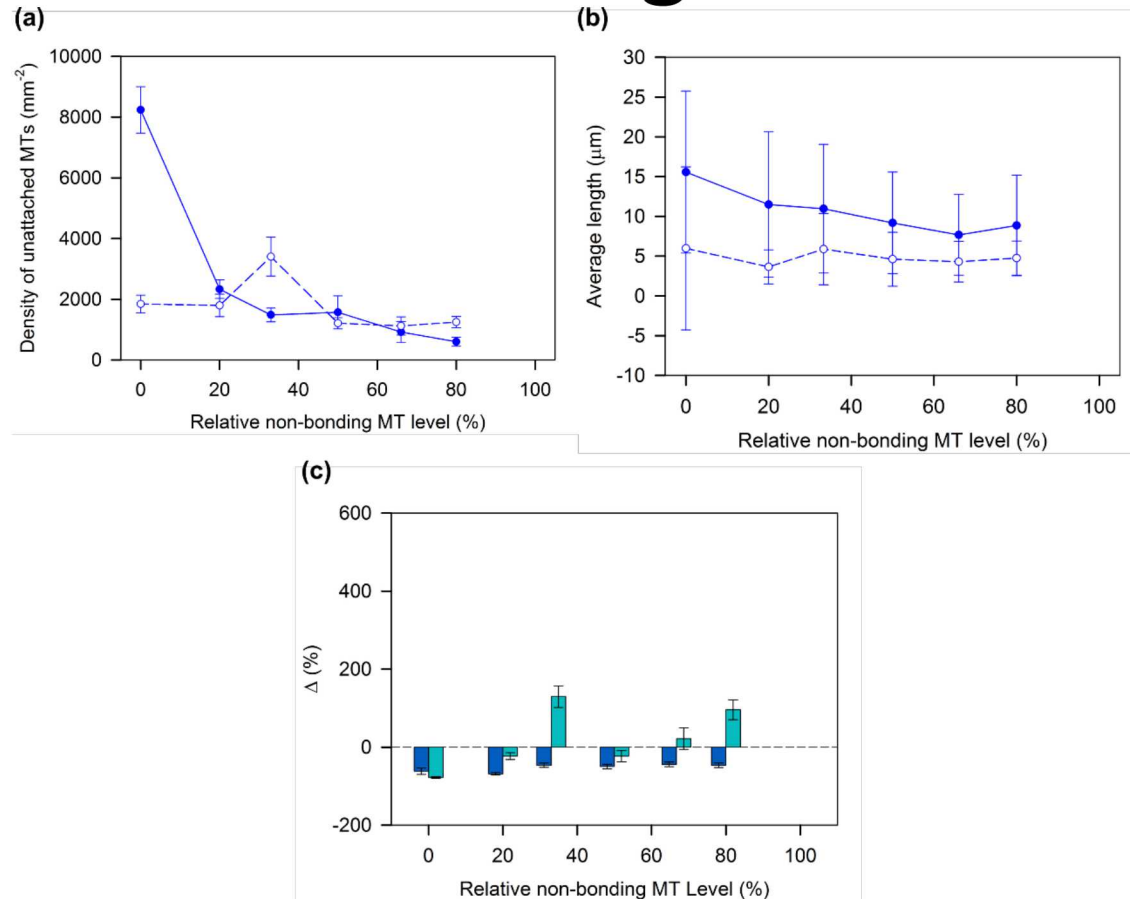 (a)
10000
8000
6000
4000
2000
0
Density of unattached MTs (mm⁻²)
0 20 40 60 80 100
Relative non-bonding MT level (%)
(b)
30
25
20
15
10
5
0
-5
-10
Average length (μm)
0 20 40 60 80 100
Relative non-bonding MT level (%)
(c)
600
400
200
0
-200
Δ (%)
0 20 40 60 80 100
Relative non-bonding MT Level (%)